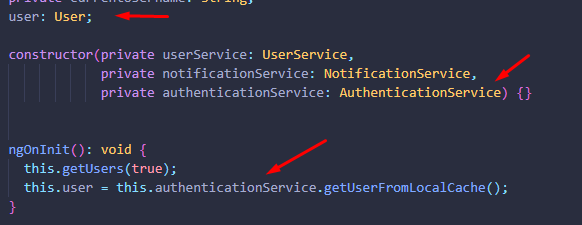 private currentUsername: string;
user: User;
constructor(private userService: UserService,
private notificationService: NotificationService,
private authenticationService: AuthenticationService) {}
ngOnInit(): void {
this.getUsers(true);
this.user = this.authenticationService.getUserFromLocalCache();
}